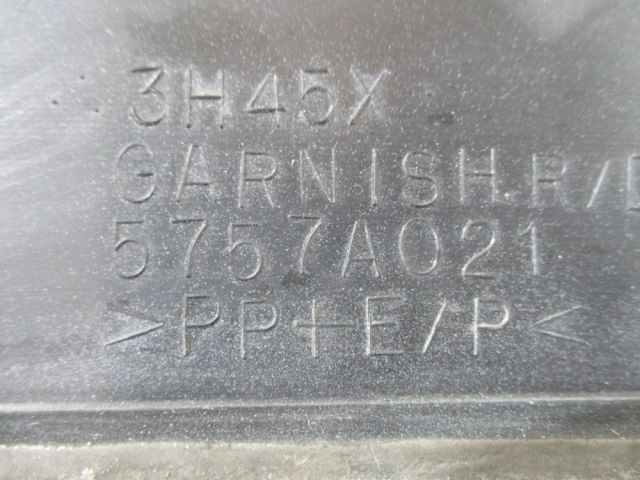 3H45X
GARNISH,R/D
5757A021
>PP+E/P<